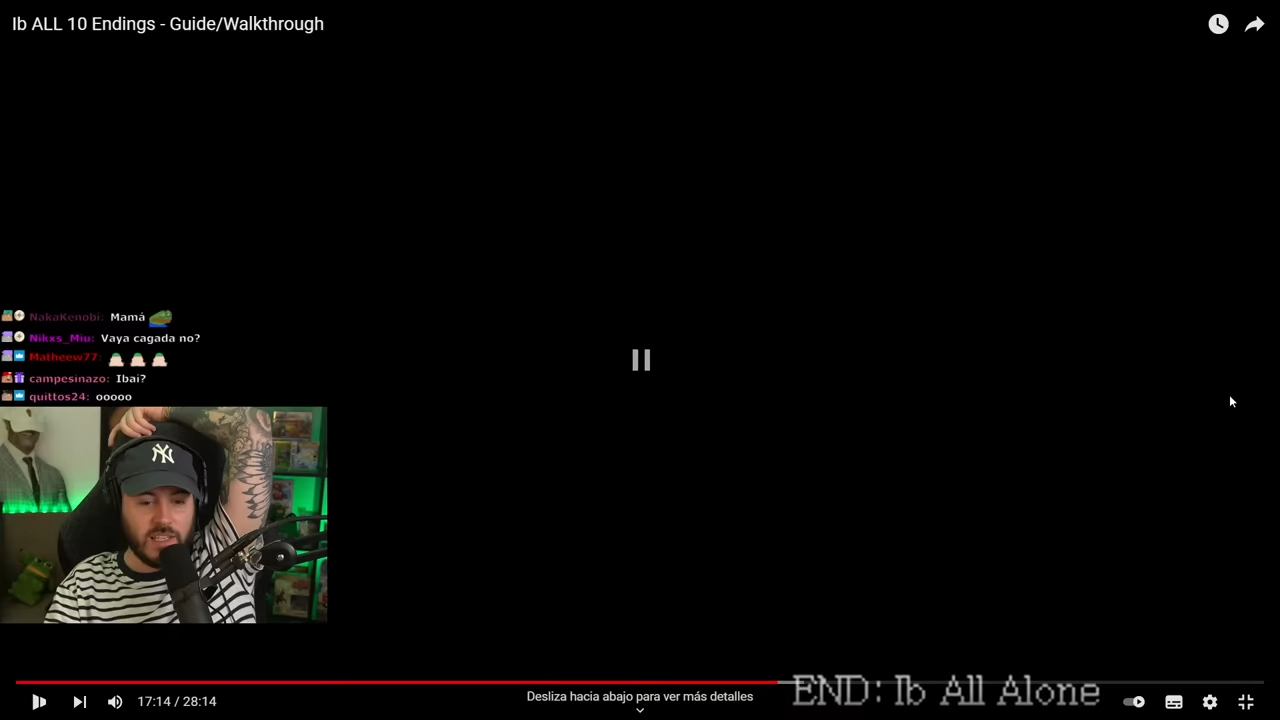 Ib ALL 10 Endings - Guide/Walkthrough
NakaKenobi: Mamá
Nikxs_Miu: Vaya cagada no?
Matheew77:
campesinazo: Ibai?
quittos24: ooooo
NY
17:14 / 28:14
Desliza hacia abajo para ver más detalles
END: Ib All Alone